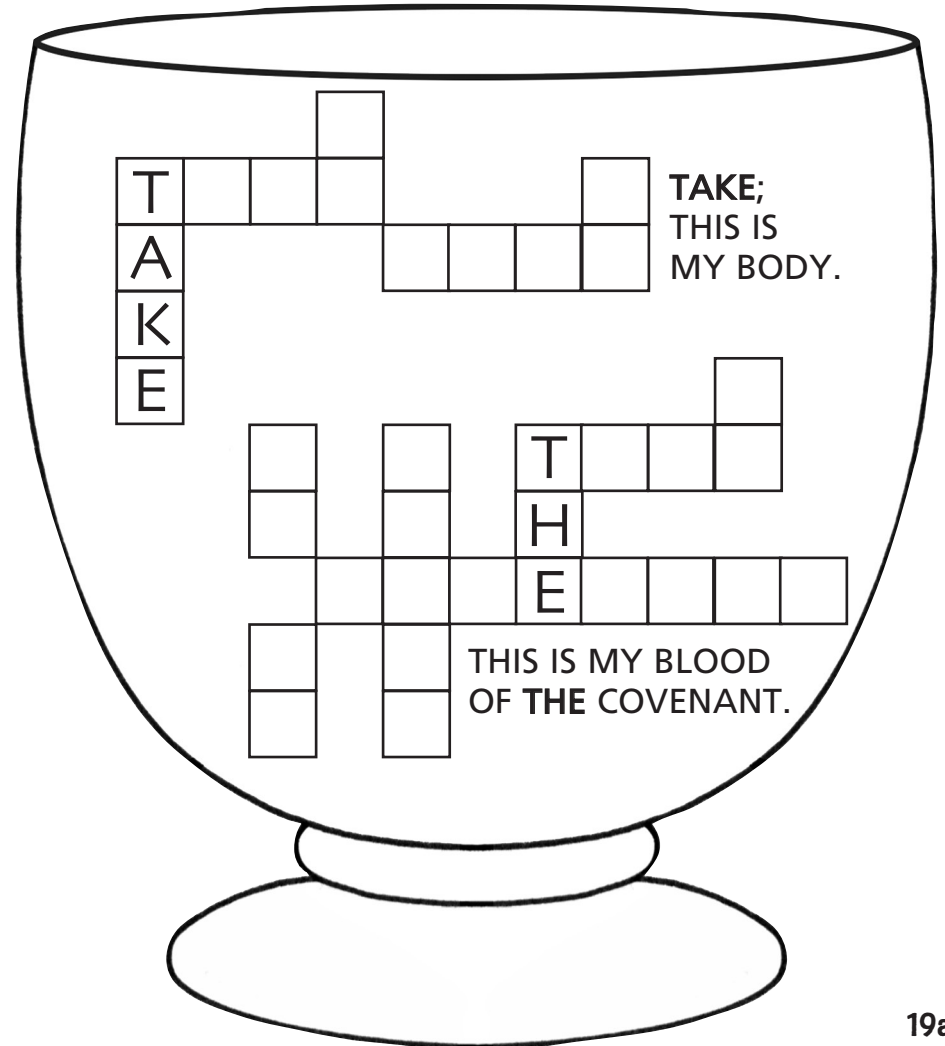 T
A
K
E
TAKE;
THIS IS
MY BODY.
T
H
E
THIS IS MY BLOOD
OF THE COVENANT.
19a